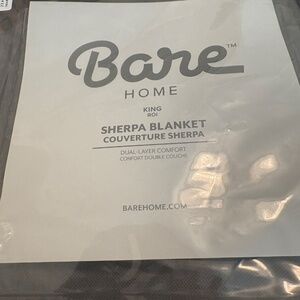 Bare™
HOME
KING
ROI
SHERPA BLANKET
COUVERTURE SHERPA
DUAL-LAYER COMFORT
CONFORT DOUBLE COUCHE
BAREHOME.COM